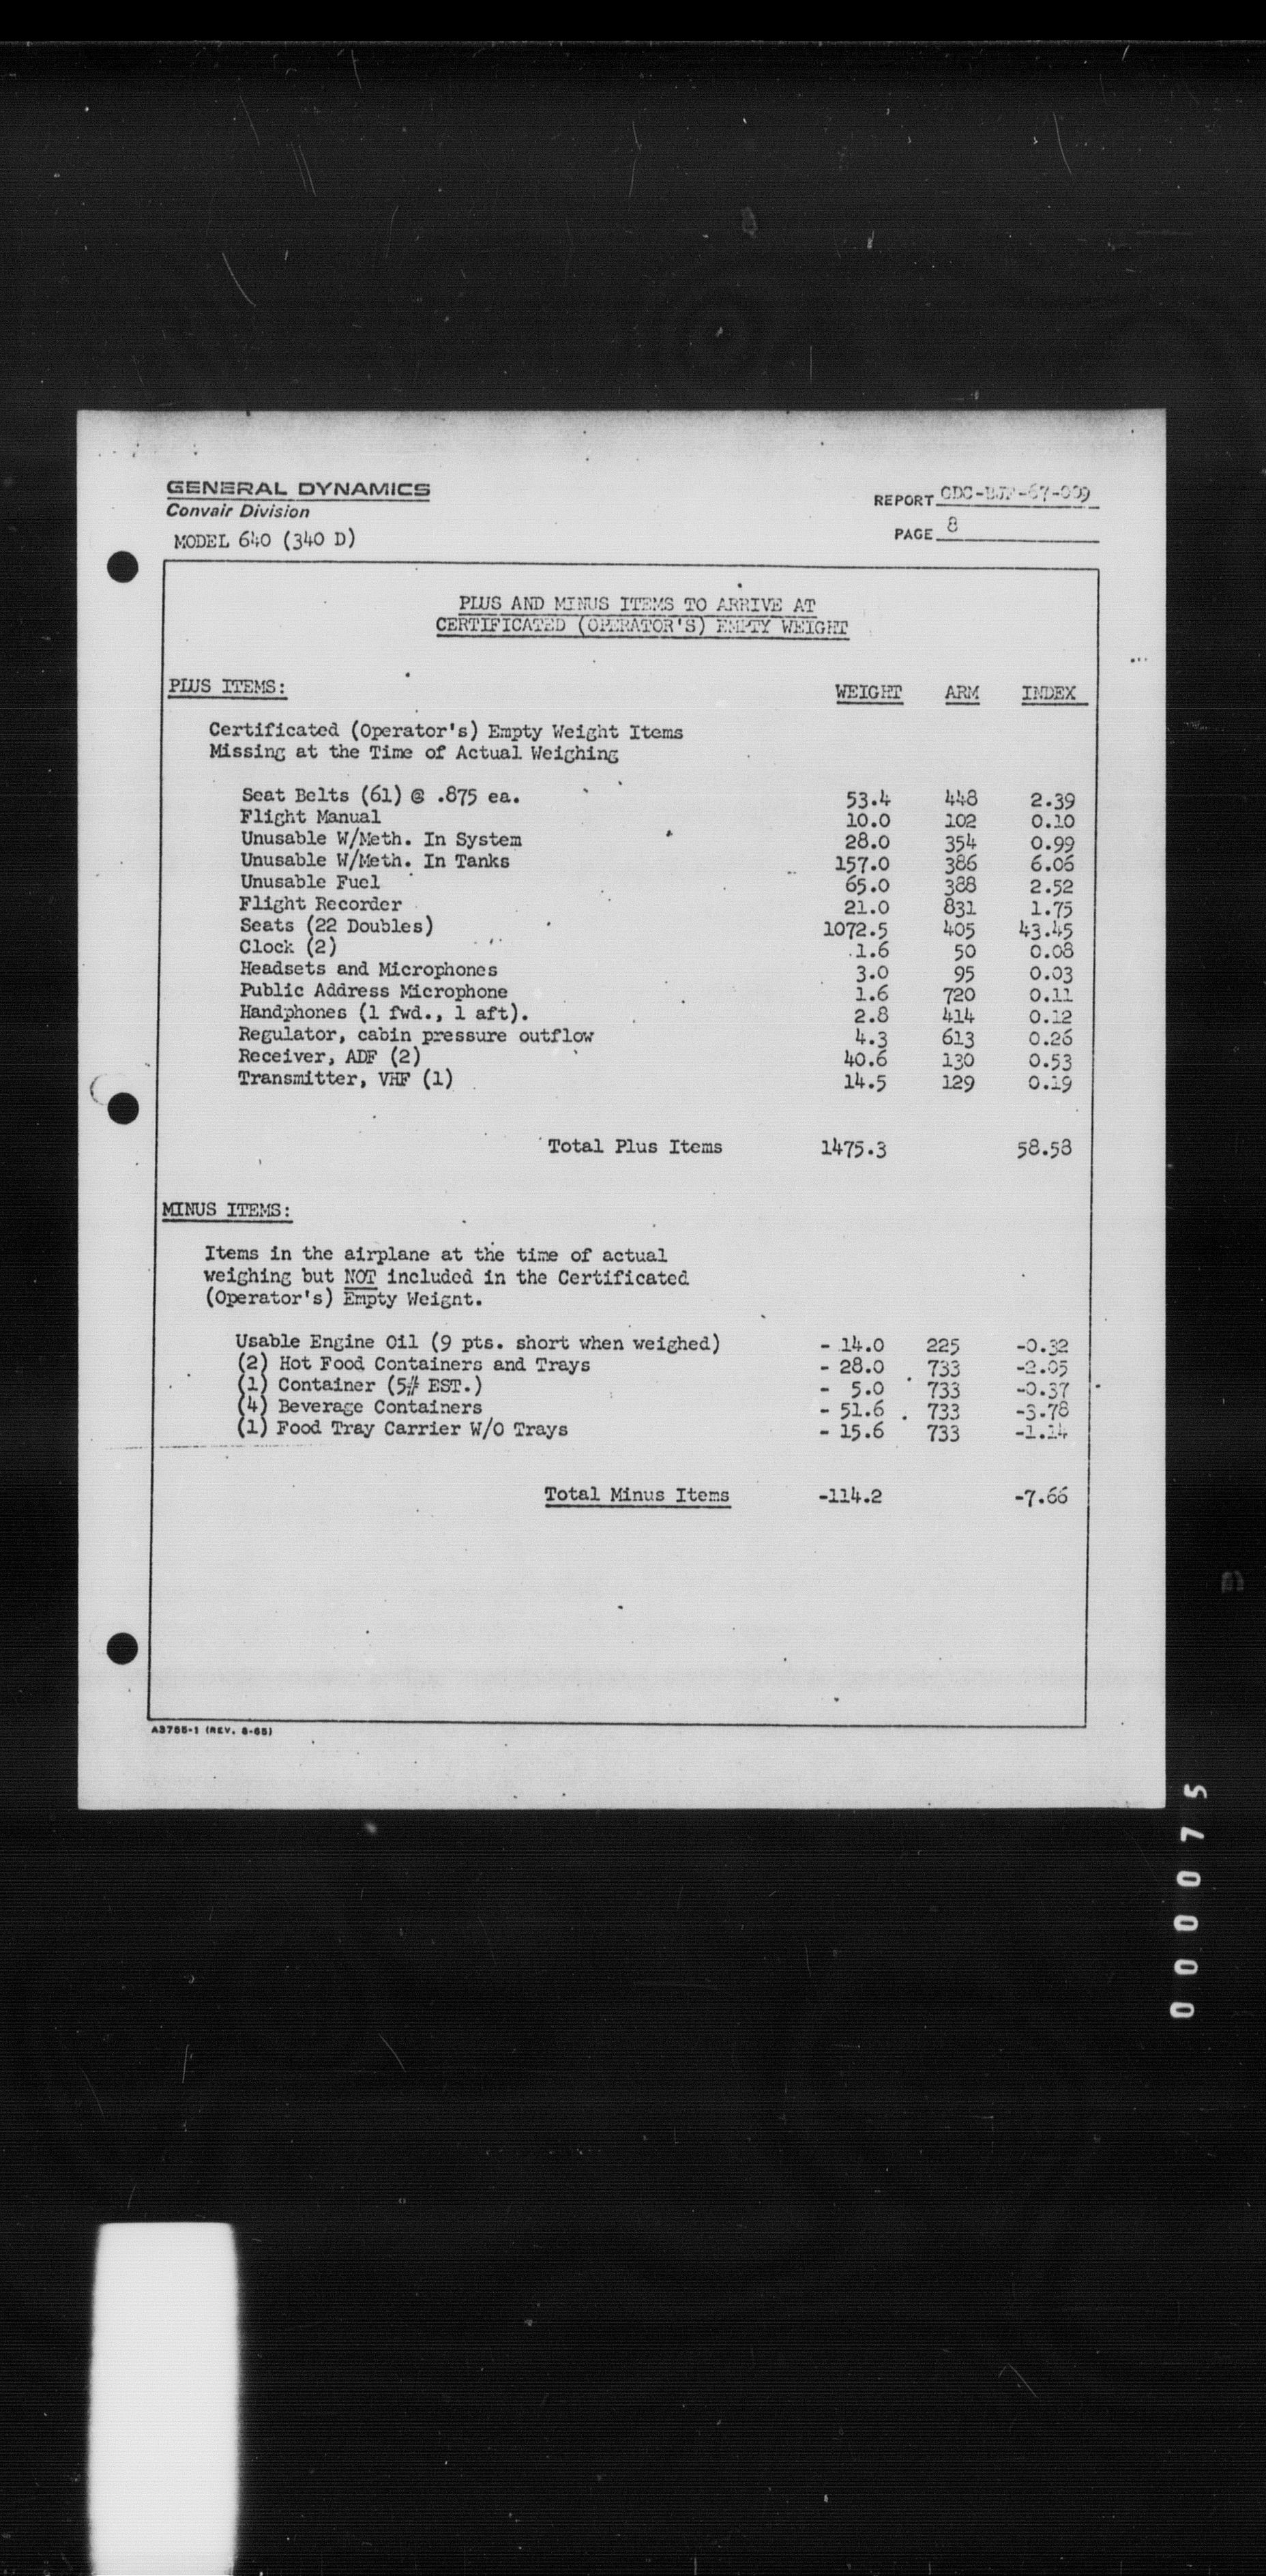 GENERAL DYNAMICS
Convair Division
MODEL 640 (340 D)
REPORT GDC-BJF-67-009
PAGE 8
PLUS AND MINUS ITEMS TO ARRIVE AT
CERTIFICATED (OPERATOR'S) EMPTY WEIGHT
PLUS ITEMS: WEIGHT ARM INDEX
Certificated (Operator's) Empty Weight Items
Missing at the Time of Actual Weighing
Seat Belts (61) @ .875 ea. 53.4 448 2.39
Flight Manual 10.0 102 0.10
Unusable W/Meth. In System 28.0 354 0.99
Unusable W/Meth. In Tanks 157.0 386 6.06
Unusable Fuel 65.0 388 2.52
Flight Recorder 21.0 831 1.75
Seats (22 Doubles) 1072.5 405 43.45
Clock (2) 1.6 50 0.08
Headsets and Microphones 3.0 95 0.03
Public Address Microphone 1.6 720 0.11
Handphones (1 fwd., 1 aft). 2.8 414 0.12
Regulator, cabin pressure outflow 4.3 613 0.26
Receiver, ADF (2) 40.6 130 0.53
Transmitter, VHF (1) 14.5 129 0.19
Total Plus Items 1475.3 58.58
MINUS ITEMS:
Items in the airplane at the time of actual
weighing but NOT included in the Certificated
(Operator's) Empty Weignt.
Usable Engine Oil (9 pts. short when weighed) - 14.0 225 -0.32
(2) Hot Food Containers and Trays - 28.0 733 -2.05
(1) Container (5# EST.) - 5.0 733 -0.37
(4) Beverage Containers - 51.6 733 -3.78
(1) Food Tray Carrier W/O Trays - 15.6 733 -1.14
Total Minus Items -114.2 -7.66
A3755-1 (REV. 8-65)
000075